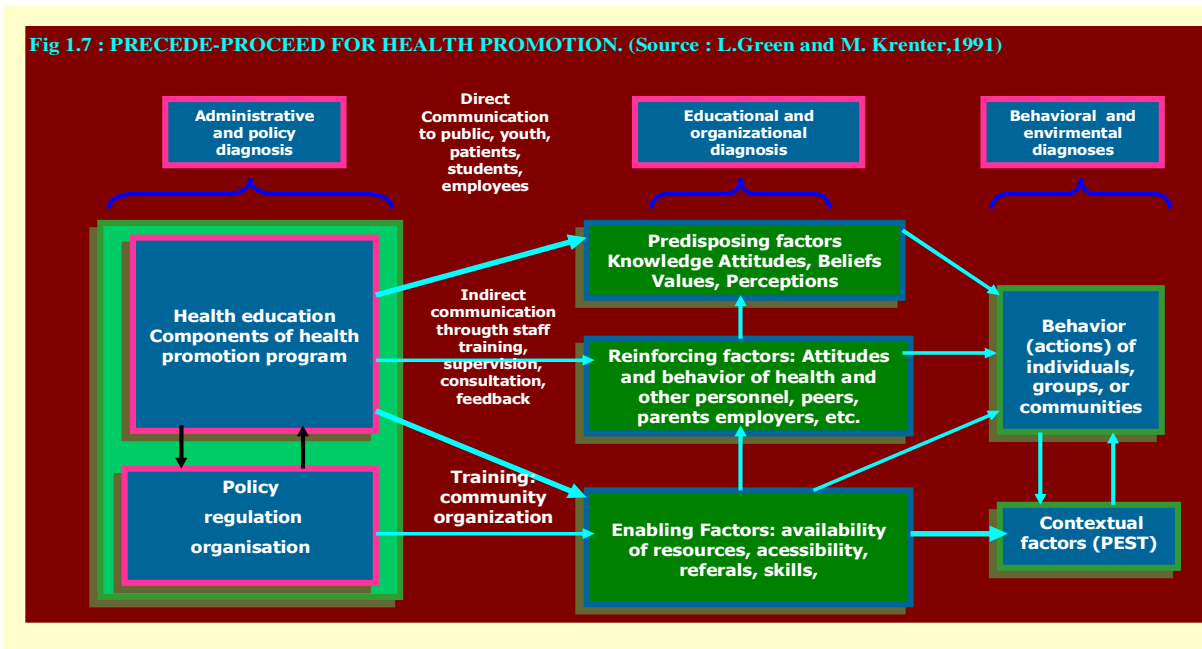 Fig 1.7 : PRECEDE-PROCEED FOR HEALTH PROMOTION. (Source : L.Green and M. Krenter,1991)
Administrative
and policy
diagnosis
Direct
Communication
to public, youth,
patients,
students,
employees
Educational and
organizational
diagnosis
Behavioral and
envirmental
diagnoses
Health education
Components of health
promotion program
Indirect
communication
througth staff
training,
supervision,
consultation,
feedback
Predisposing factors
Knowledge Attitudes, Beliefs
Values, Perceptions
Reinforcing factors: Attitudes
and behavior of health and
other personnel, peers,
parents employers, etc.
Behavior
(actions) of
individuals,
groups, or
communities
Policy
regulation
organisation
Training:
community
organization
Enabling Factors: availability
of resources, acessibility,
referrals, skills,
Contextual
factors (PEST)